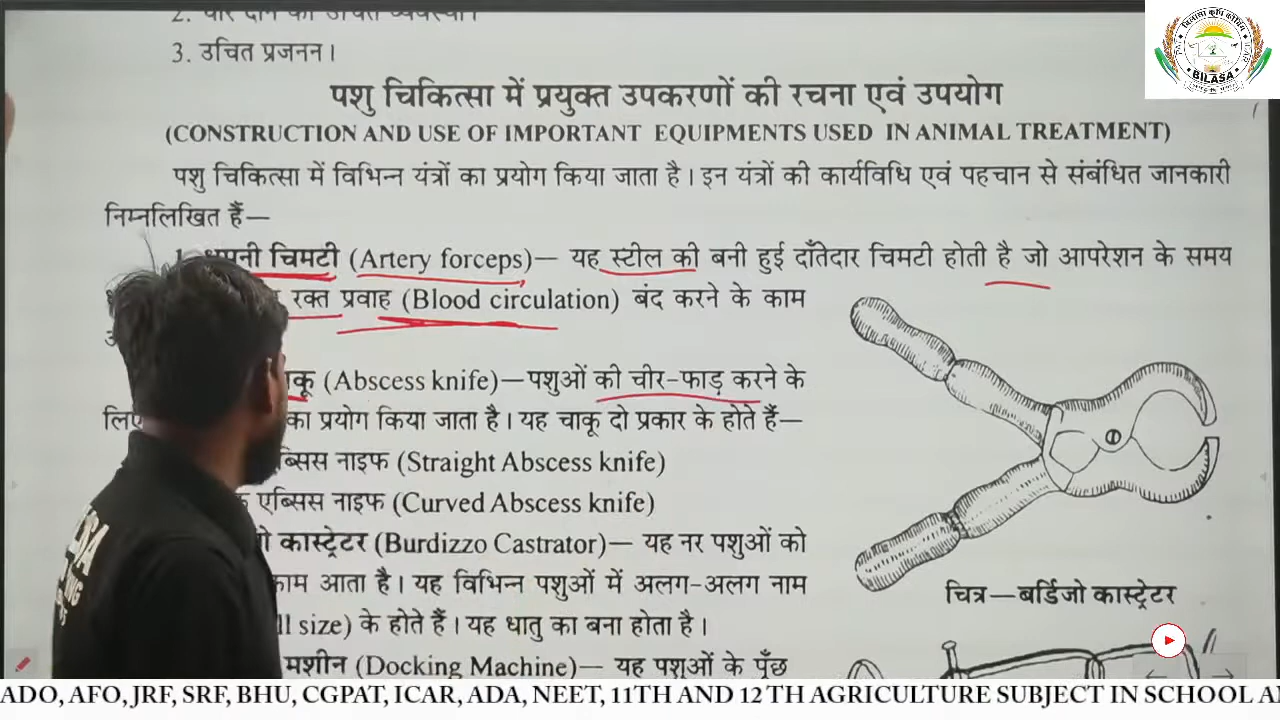 3. उचित प्रजनन।
पशु चिकित्सा में प्रयुक्त उपकरणों की रचना एवं उपयोग
(CONSTRUCTION AND USE OF IMPORTANT EQUIPMENTS USED IN ANIMAL TREATMENT)
पशु चिकित्सा में विभिन्न यंत्रों का प्रयोग किया जाता है। इन यंत्रों की कार्यविधि एवं पहचान से संबंधित जानकारी
निम्नलिखित हैं—
चिमटी (Artery forceps)— यह स्टील की बनी हुई दाँतेदार चिमटी होती है जो आपरेशन के समय
रक्त प्रवाह (Blood circulation) बंद करने के काम
(Abscess knife)—पशुओं की चीर-फाड़ करने के
का प्रयोग किया जाता है। यह चाकू दो प्रकार के होते हैं—
नाइफ (Straight Abscess knife)
एब्सिस नाइफ (Curved Abscess knife)
कास्ट्रेटर (Burdizzo Castrator)— यह नर पशुओं को
आता है। यह विभिन्न पशुओं में अलग-अलग नाम
size) के होते हैं। यह धातु का बना होता है।
चित्र—बर्डिजो कास्ट्रेटर
मशीन (Docking Machine)— यह पशुओं के पूँछ
BILASA
ADO, AFO, JRF, SRF, BHU, CGPAT, ICAR, ADA, NEET, 11TH AND 12 TH AGRICULTURE SUBJECT IN SCHOOL